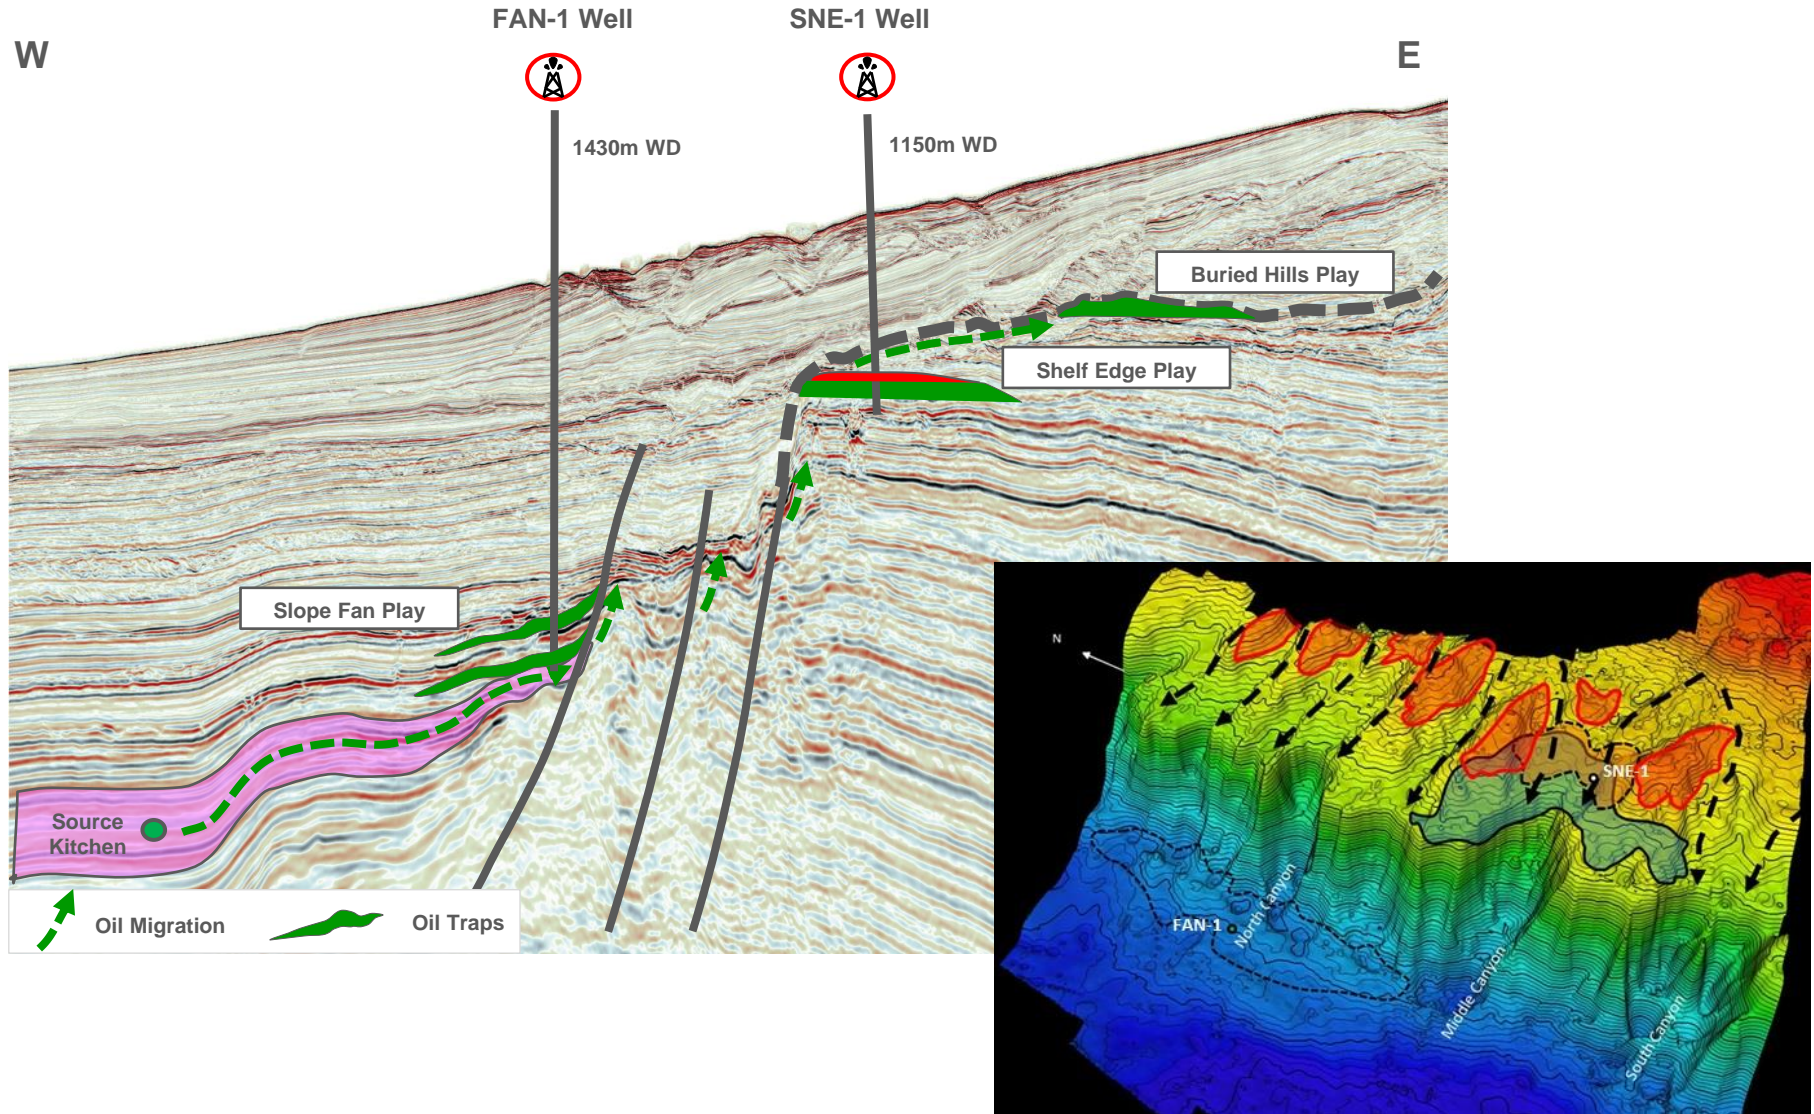 FAN-1 Well
SNE-1 Well
W
E
1430m WD
1150m WD
Buried Hills Play
Shelf Edge Play
Slope Fan Play
Source
Kitchen
Oil Migration
Oil Traps
N
SNE-1
FAN-1
North Canyon
Middle Canyon
South Canyon